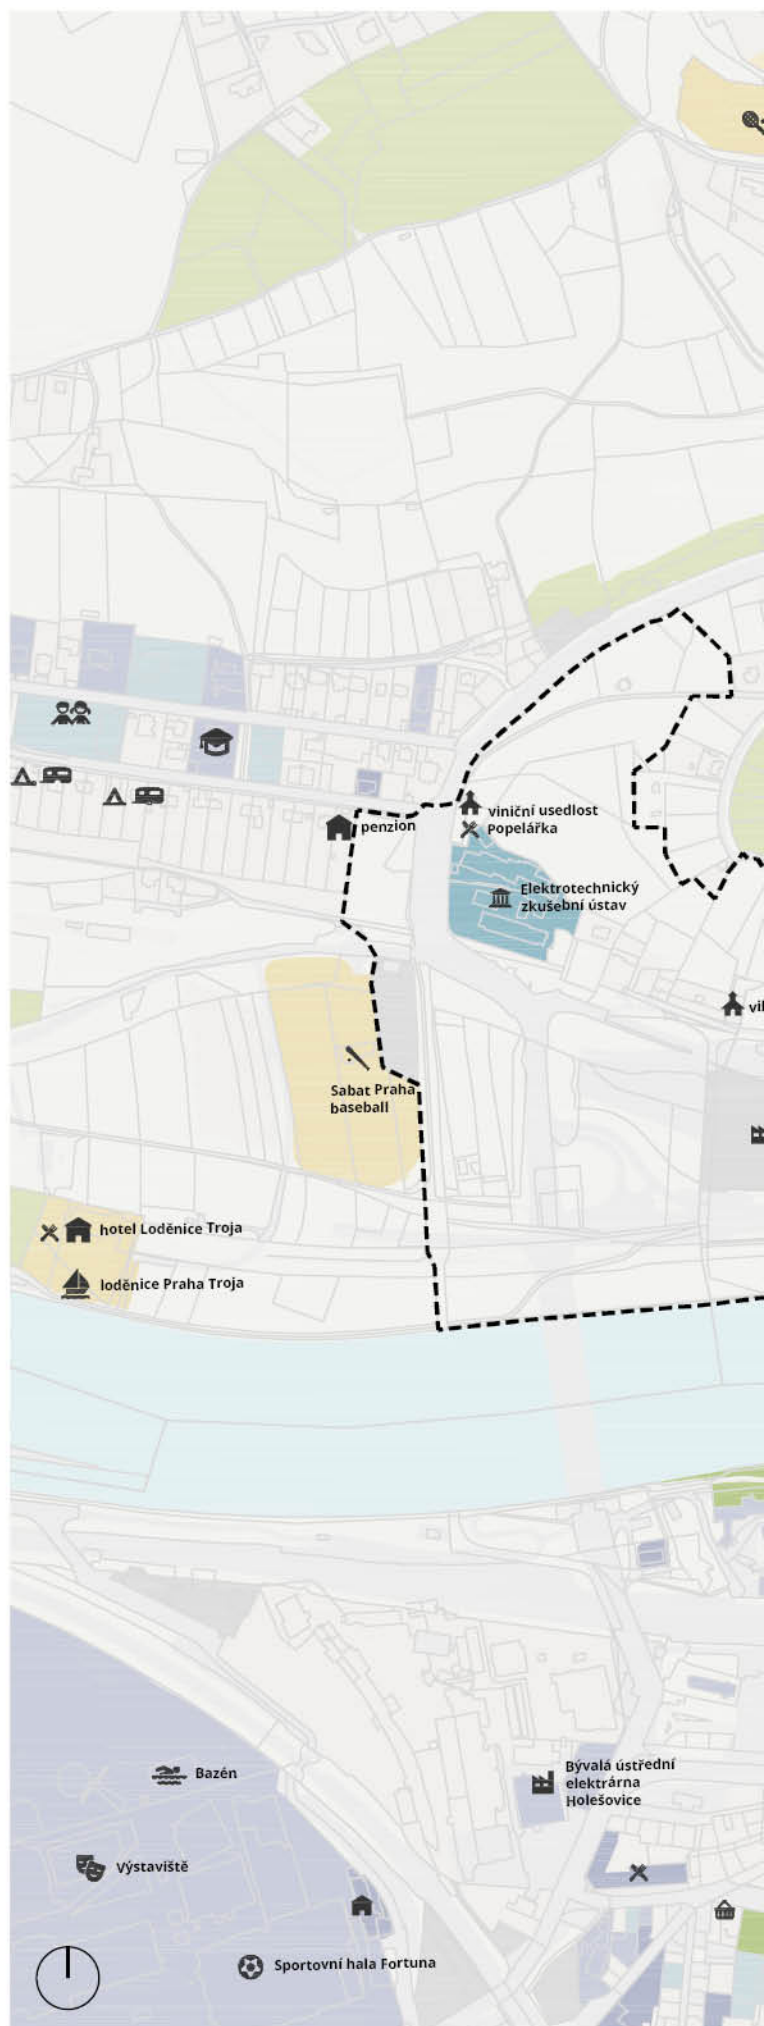 viniční usedlost
Popelářka
penzion
Elektrotechnický
zkušební ústav
vil
Sabat Praha
baseball
hotel Loděnice Troja
loděnice Praha Troja
Bývalá ústřední
elektrárna
Holešovice
Bazén
Výstaviště
Sportovní hala Fortuna